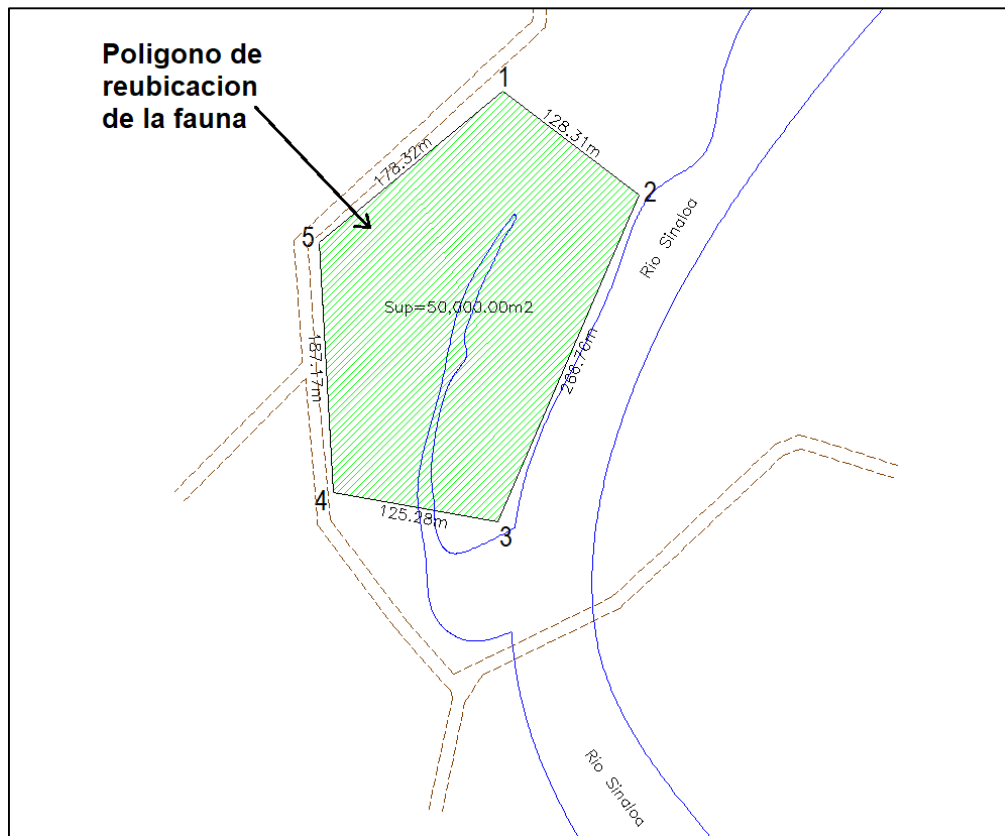 Poligono de
reubicacion
de la fauna
1
128.31m
178.32m
2
Rio Sinaloa
5
Sup=50,000.00m2
187.17m
266.76m
4
125.28m
3
Rio Sinaloa